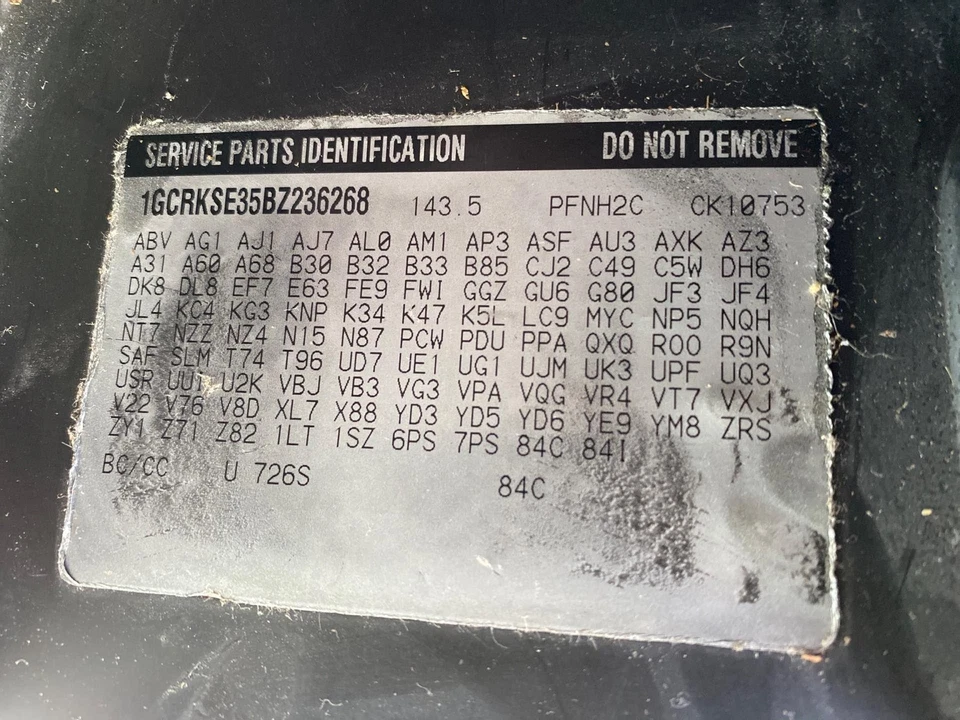 SERVICE PARTS IDENTIFICATION DO NOT REMOVE
1GCRKSE35BZ236268 143.5 PFNH2C CK10753
ABV AG1 AJ1 AJ7 AL0 AM1 AP3 ASF AU3 AXK AZ3
A31 A60 A68 B30 B32 B33 B85 CJ2 C49 C5W DH6
DK8 DL8 EF7 E63 FE9 FWI GGZ GU6 G80 JF3 JF4
JL4 KC4 KG3 KNP K34 K47 K5L LC9 MYC NP5 NQH
NT7 NZZ NZ4 N15 N87 PCW PDU PPA QXQ R00 R9N
SAF SLM T74 T96 UD7 UE1 UG1 UJM UK3 UPF UQ3
USR UU1 U2K VBJ VB3 VG3 VPA VQG VR4 VT7 VXJ
V22 V76 V8D XL7 X88 YD3 YD5 YD6 YE9 YM8 ZRS
ZY1 Z71 Z82 1LT 1SZ 6PS 7PS 84C 84I
BC/CC U 726S 84C